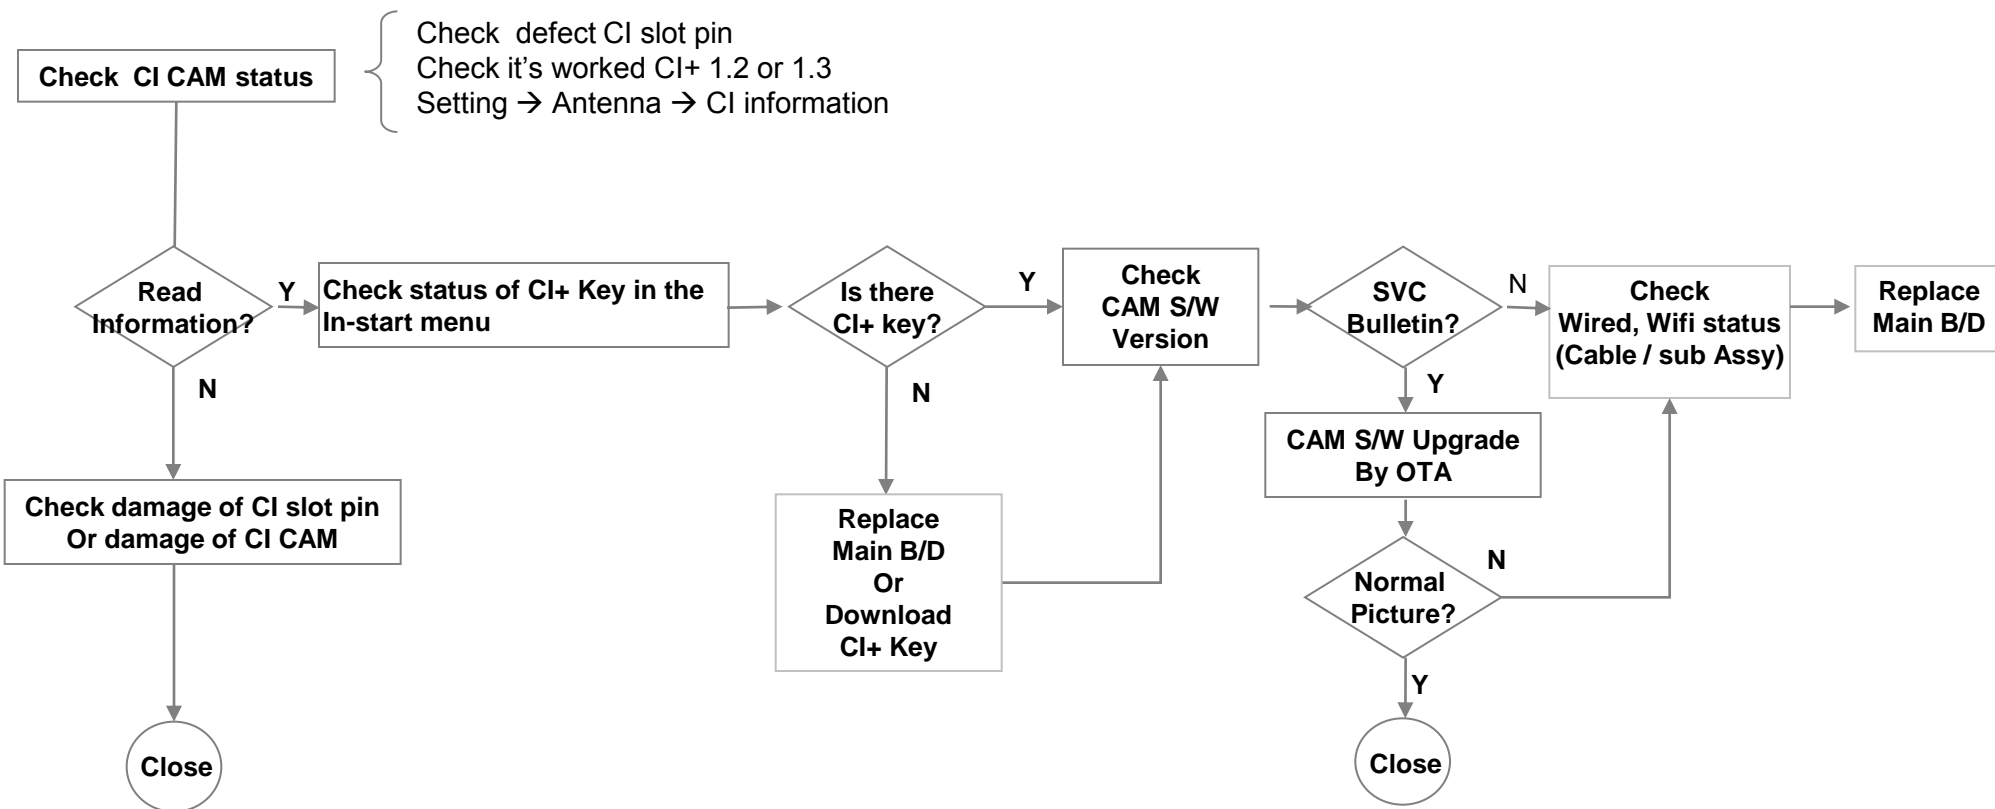 Check CI CAM status
Check defect CI slot pin
Check it's worked CI+ 1.2 or 1.3
Setting → Antenna → CI information
Read
Information?
Y
N
Check status of CI+ Key in the
In-start menu
Is there
CI+ key?
Y
N
Check
CAM S/W
Version
SVC
Bulletin?
N
Y
Check
Wired, Wifi status
(Cable / sub Assy)
Replace
Main B/D
CAM S/W Upgrade
By OTA
Check damage of CI slot pin
Or damage of CI CAM
Replace
Main B/D
Or
Download
CI+ Key
Normal
Picture?
N
Y
Close
Close